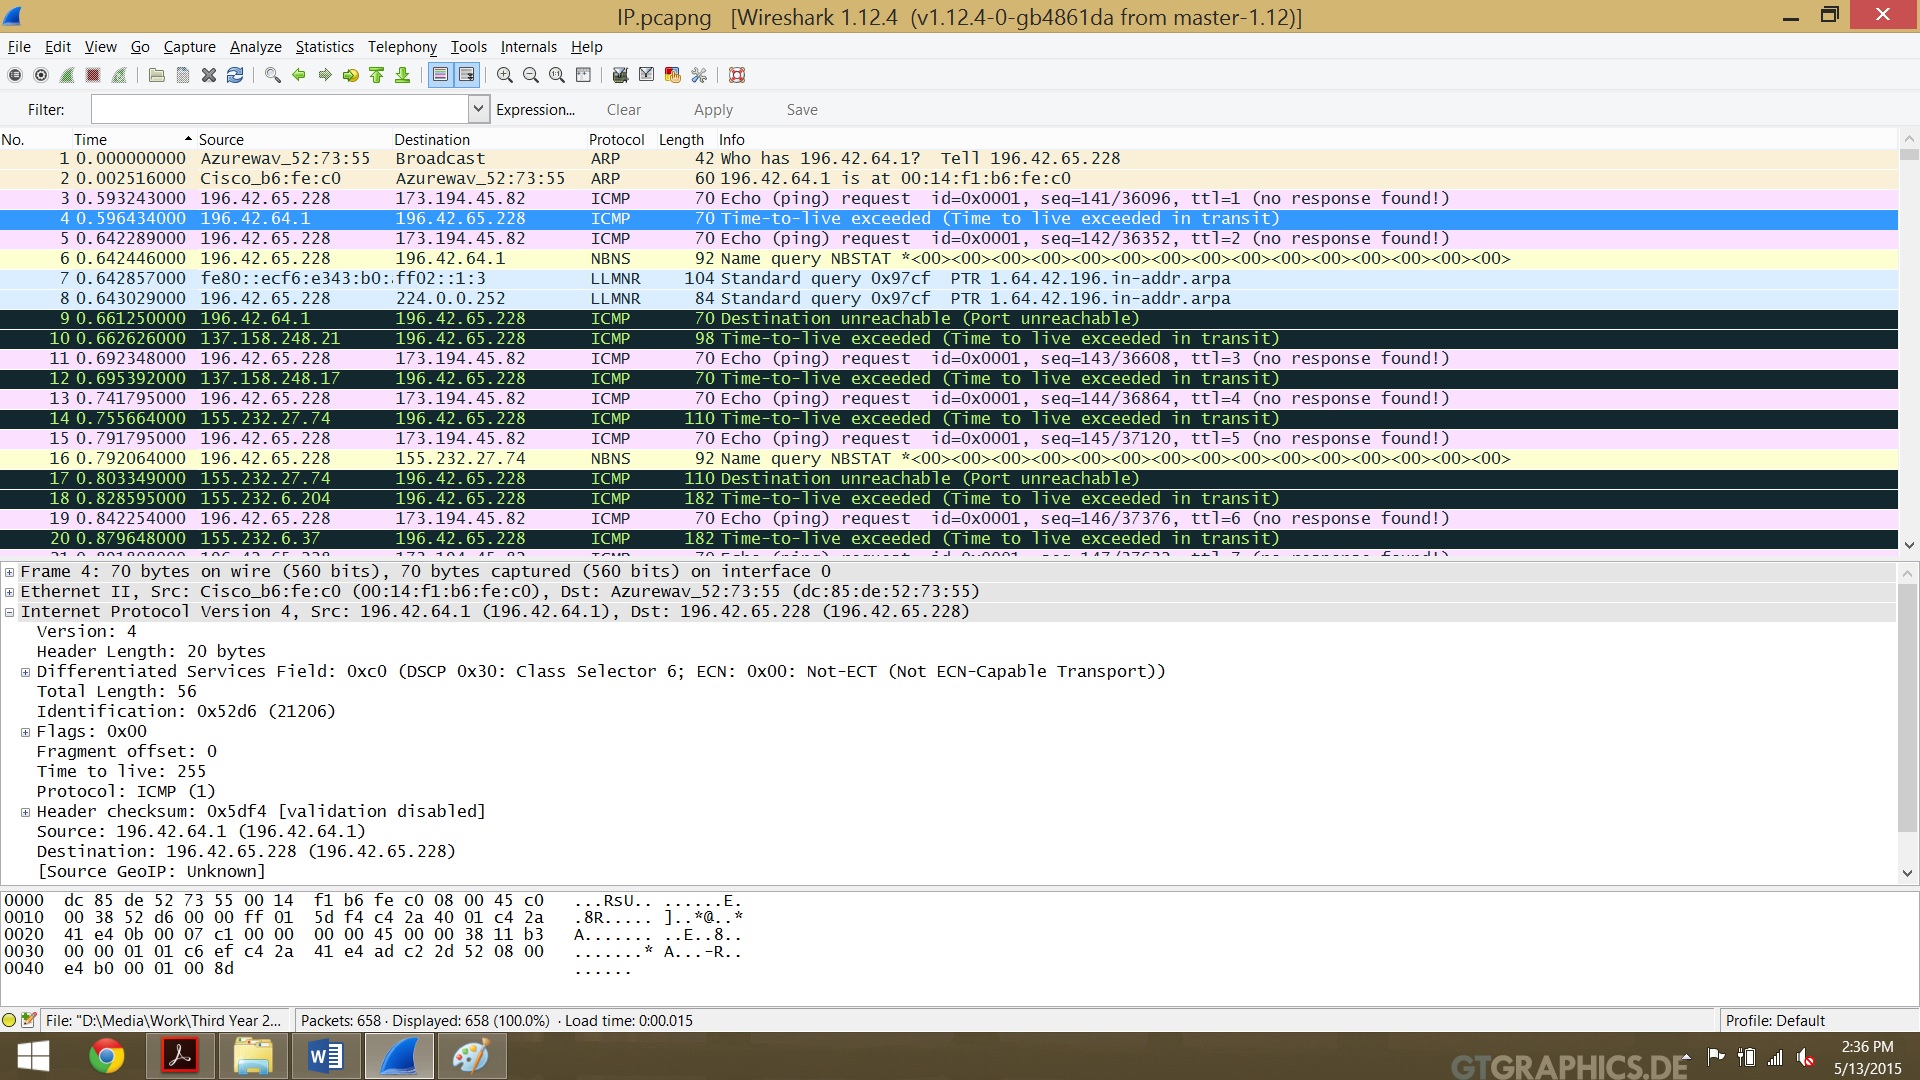 IP.pcapng [Wireshark 1.12.4 (v1.12.4-0-gb4861da from master-1.12)]
File Edit View Go Capture Analyze Statistics Telephony Tools Internals Help
Filter: Expression... Clear Apply Save
No. Time Source Destination Protocol Length Info
1 0.000000000 Azurewav_52:73:55 Broadcast ARP 42 Who has 196.42.64.1? Tell 196.42.65.228
2 0.002516000 Cisco_b6:fe:c0 Azurewav_52:73:55 ARP 60 196.42.64.1 is at 00:14:f1:b6:fe:c0
3 0.593243000 196.42.65.228 173.194.45.82 ICMP 70 Echo (ping) request id=0x0001, seq=141/36096, ttl=1 (no response found!)
4 0.596434000 196.42.64.1 196.42.65.228 ICMP 70 Time-to-live exceeded (Time to live exceeded in transit)
5 0.642289000 196.42.65.228 173.194.45.82 ICMP 70 Echo (ping) request id=0x0001, seq=142/36352, ttl=2 (no response found!)
6 0.642446000 196.42.65.228 196.42.64.1 NBNS 92 Name query NBSTAT *<00><00><00><00><00><00><00><00><00><00><00><00><00><00><00>
7 0.642857000 fe80::ecf6:e343:b0: ff02::1:3 LLMNR 104 Standard query 0x97cf PTR 1.64.42.196.in-addr.arpa
8 0.643029000 196.42.65.228 224.0.0.252 LLMNR 84 Standard query 0x97cf PTR 1.64.42.196.in-addr.arpa
9 0.661250000 196.42.64.1 196.42.65.228 ICMP 70 Destination unreachable (Port unreachable)
10 0.662626000 137.158.248.21 196.42.65.228 ICMP 98 Time-to-live exceeded (Time to live exceeded in transit)
11 0.692348000 196.42.65.228 173.194.45.82 ICMP 70 Echo (ping) request id=0x0001, seq=143/36608, ttl=3 (no response found!)
12 0.695392000 137.158.248.17 196.42.65.228 ICMP 70 Time-to-live exceeded (Time to live exceeded in transit)
13 0.741795000 196.42.65.228 173.194.45.82 ICMP 70 Echo (ping) request id=0x0001, seq=144/36864, ttl=4 (no response found!)
14 0.755664000 155.232.27.74 196.42.65.228 ICMP 110 Time-to-live exceeded (Time to live exceeded in transit)
15 0.791795000 196.42.65.228 173.194.45.82 ICMP 70 Echo (ping) request id=0x0001, seq=145/37120, ttl=5 (no response found!)
16 0.792064000 196.42.65.228 155.232.27.74 NBNS 92 Name query NBSTAT *<00><00><00><00><00><00><00><00><00><00><00><00><00><00><00>
17 0.803349000 155.232.27.74 196.42.65.228 ICMP 110 Destination unreachable (Port unreachable)
18 0.828595000 155.232.6.204 196.42.65.228 ICMP 182 Time-to-live exceeded (Time to live exceeded in transit)
19 0.842254000 196.42.65.228 173.194.45.82 ICMP 70 Echo (ping) request id=0x0001, seq=146/37376, ttl=6 (no response found!)
20 0.879648000 155.232.6.37 196.42.65.228 ICMP 182 Time-to-live exceeded (Time to live exceeded in transit)
Frame 4: 70 bytes on wire (560 bits), 70 bytes captured (560 bits) on interface 0
Ethernet II, Src: Cisco_b6:fe:c0 (00:14:f1:b6:fe:c0), Dst: Azurewav_52:73:55 (dc:85:de:52:73:55)
Internet Protocol Version 4, Src: 196.42.64.1 (196.42.64.1), Dst: 196.42.65.228 (196.42.65.228)
Version: 4
Header Length: 20 bytes
Differentiated Services Field: 0xc0 (DSCP 0x30: Class Selector 6; ECN: 0x00: Not-ECT (Not ECN-Capable Transport))
Total Length: 56
Identification: 0x52d6 (21206)
Flags: 0x00
Fragment offset: 0
Time to live: 255
Protocol: ICMP (1)
Header checksum: 0x5df4 [validation disabled]
Source: 196.42.64.1 (196.42.64.1)
Destination: 196.42.65.228 (196.42.65.228)
[Source GeoIP: Unknown]
0000 dc 85 de 52 73 55 00 14 f1 b6 fe c0 08 00 45 c0 ...RsU.. ......E.
0010 00 38 52 d6 00 00 ff 01 5d f4 c4 2a 40 01 c4 2a .8R..... ]..*@..*
0020 41 e4 0b 00 07 c1 00 00 00 00 45 00 00 38 11 b3 A....... ..E..8..
0030 00 00 01 01 c6 ef c4 2a 41 e4 ad c2 2d 52 08 00 .......* A...-R..
0040 e4 b0 00 01 00 8d ......
File: "D:\Media\Work\Third Year 2... Packets: 658 · Displayed: 658 (100.0%) · Load time: 0:00.015 Profile: Default
GTGRAPHICS.DE
2:36 PM
5/13/2015